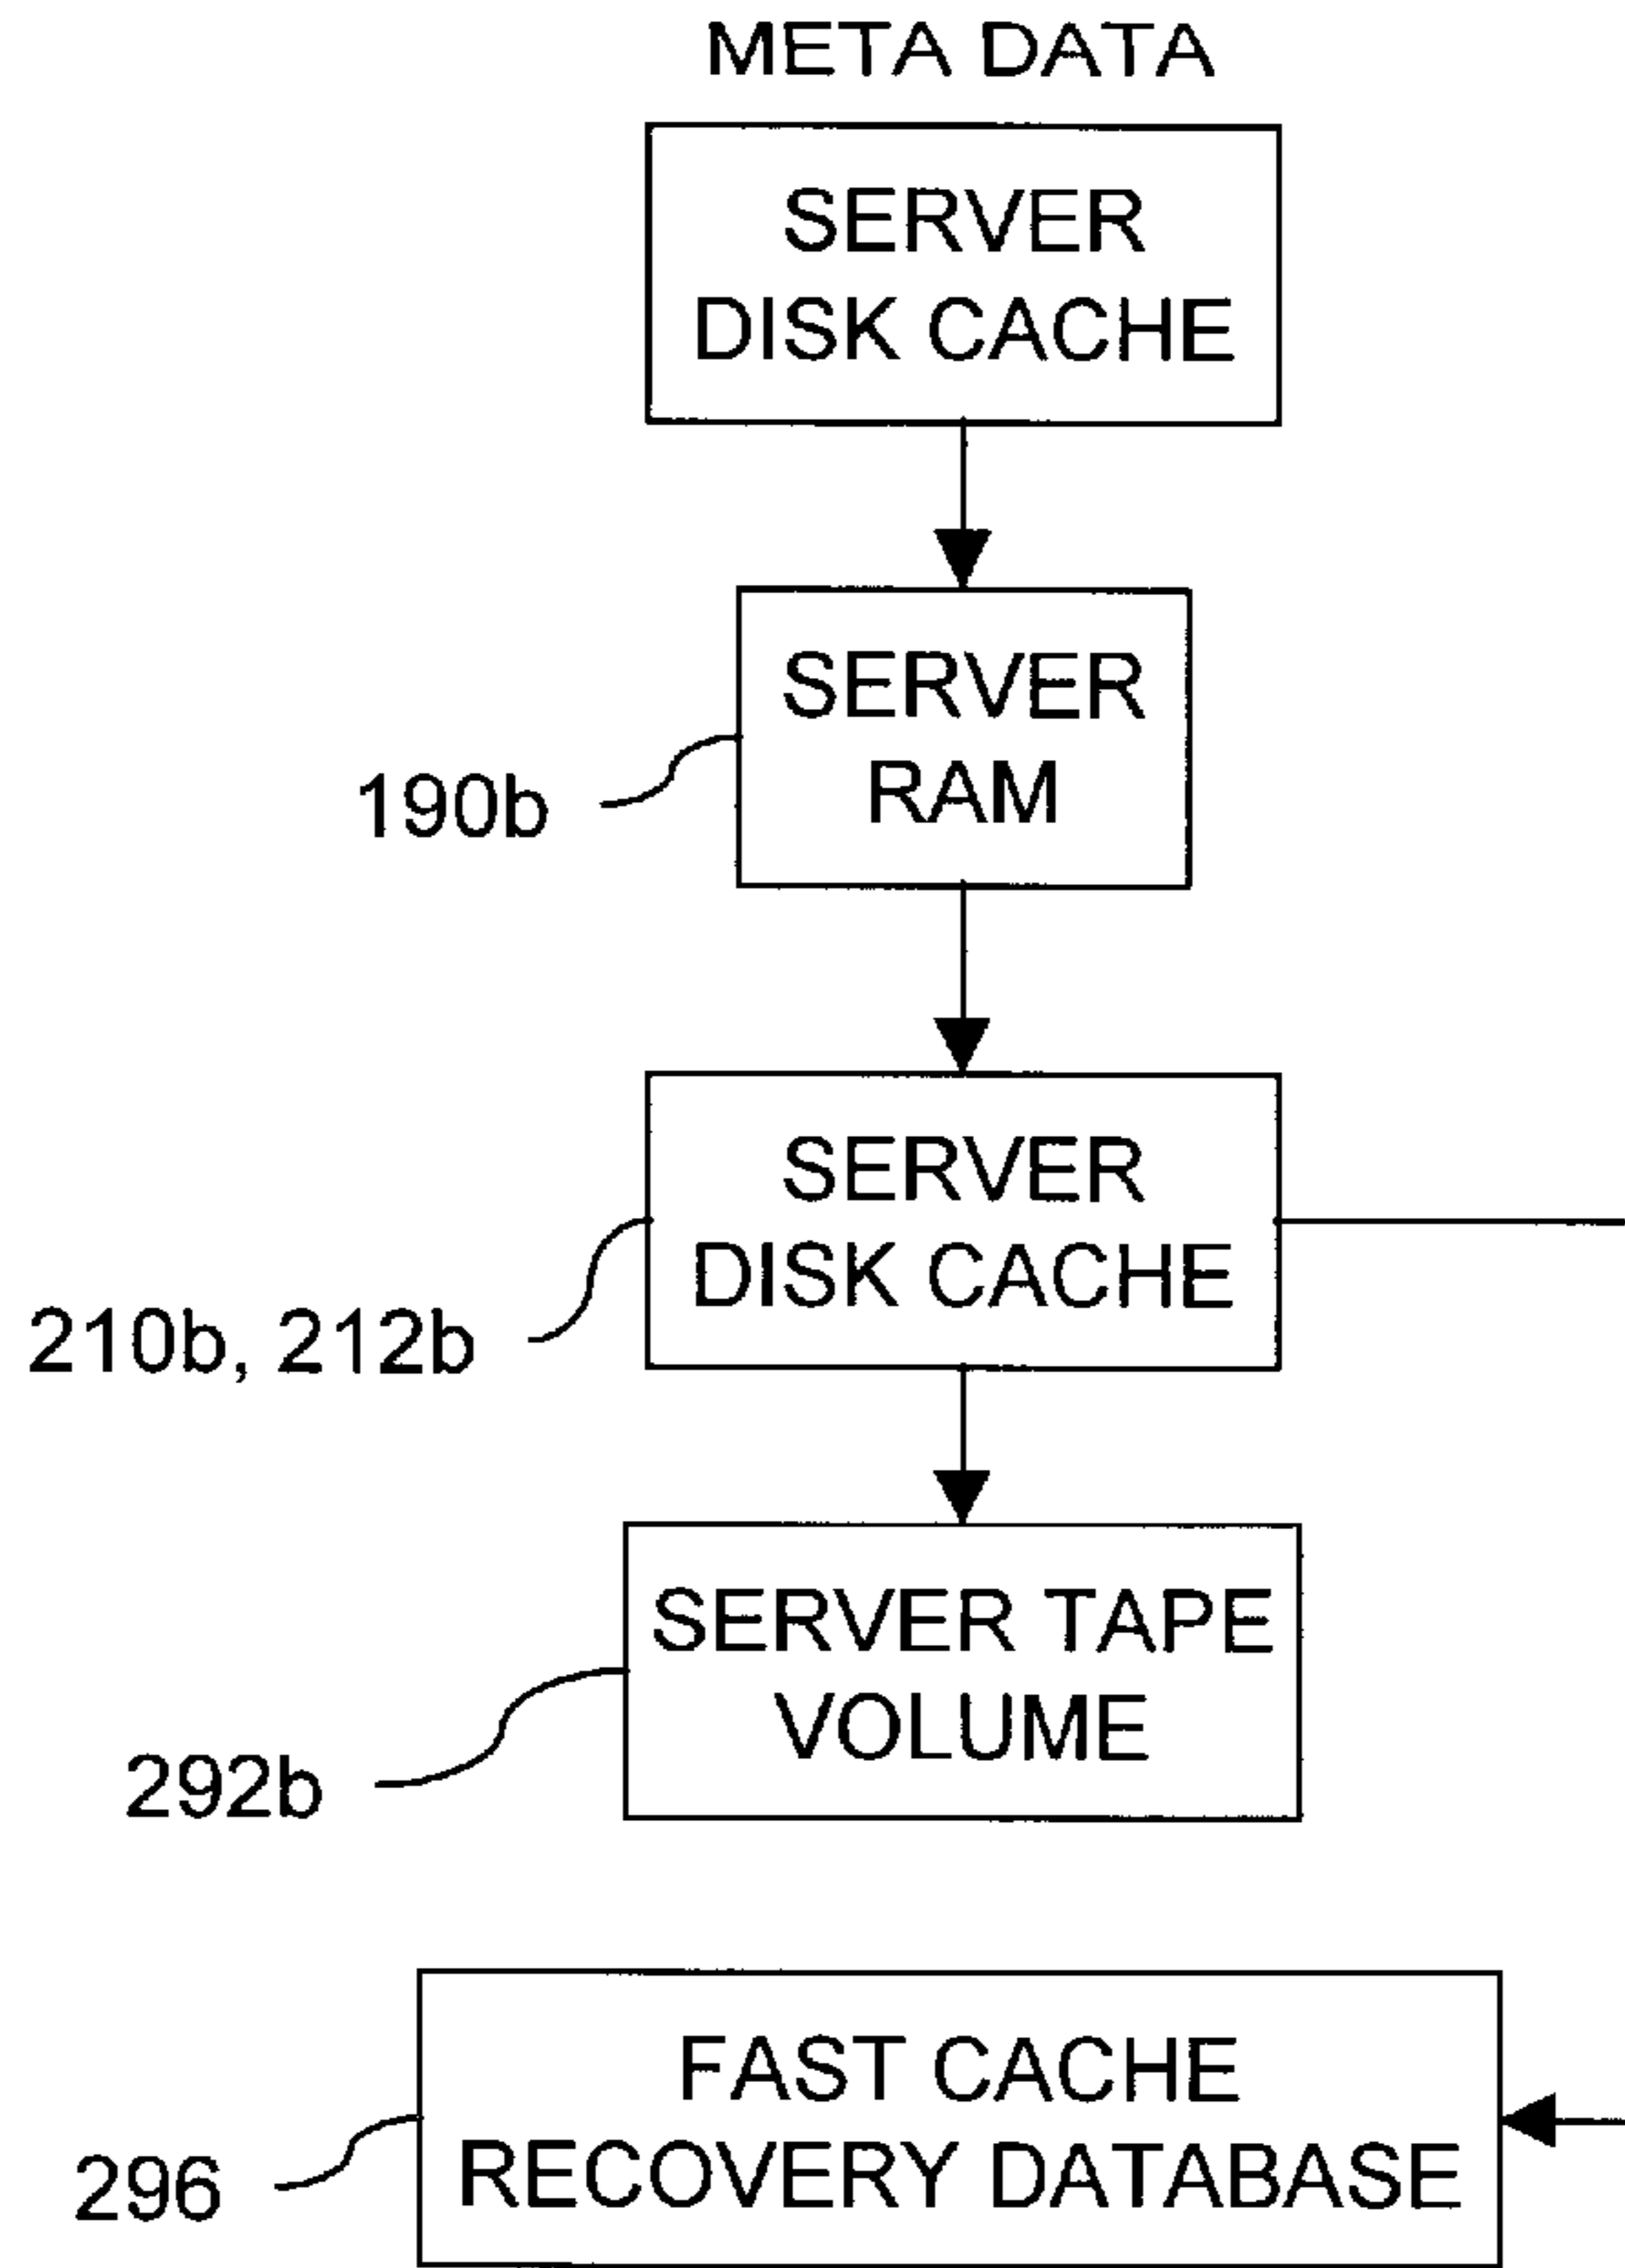 META DATA
SERVER
DISK CACHE
SERVER
RAM
190b
SERVER
DISK CACHE
210b, 212b
SERVER TAPE
VOLUME
292b
FAST CACHE
RECOVERY DATABASE
296